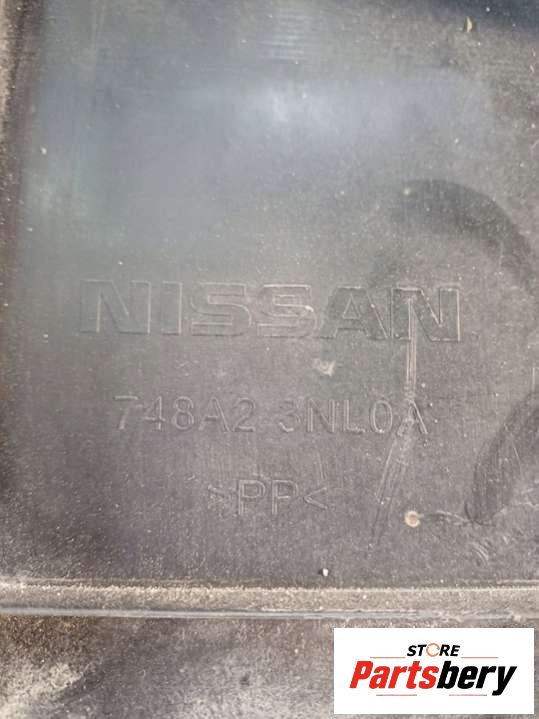 NISSAN
748A2 3NL0A
>PP<
STORE
Partsbery